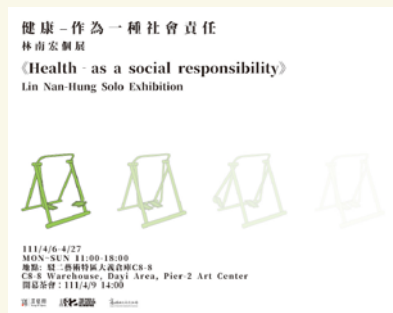 健康–作為一種社會責任
林南宏個展
《Health - as a social responsibility》
Lin Nan-Hung Solo Exhibition
111/4/6-4/27
MON~SUN 11:00-18:00
地點: 駁二藝術特區大義倉庫C8-8
C8-8 Warehouse, Dayi Area, Pier-2 Art Center
開幕茶會：111/4/9 14:00